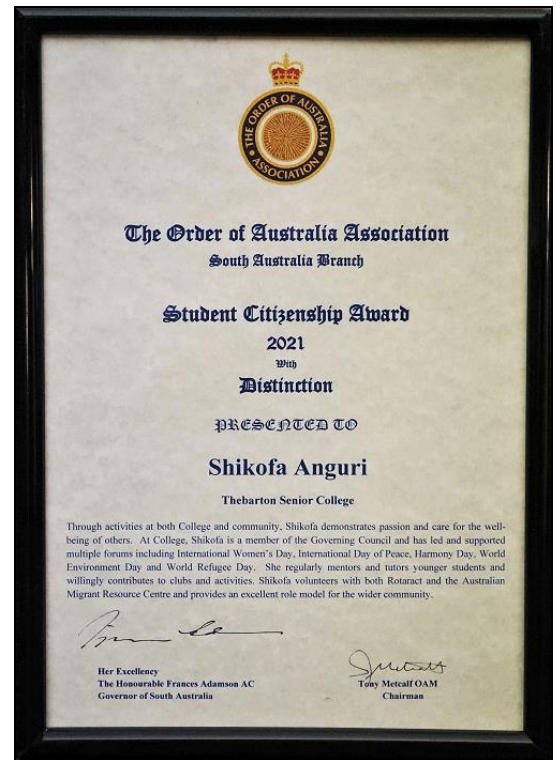 THE ORDER OF AUSTRALIA
ASSOCIATION
The Order of Australia Association
South Australia Branch
Student Citizenship Award
2021
With
Distinction
PRESENTED TO
Shikofa Anguri
Thebarton Senior College
Through activities at both College and community, Shikofa demonstrates passion and care for the well-
being of others. At College, Shikofa is a member of the Governing Council and has led and supported
multiple forums including International Women's Day, International Day of Peace, Harmony Day, World
Environment Day and World Refugee Day. She regularly mentors and tutors younger students and
willingly contributes to clubs and activities. Shikofa volunteers with both Rotaract and the Australian
Migrant Resource Centre and provides an excellent role model for the wider community.
Her Excellency
The Honourable Frances Adamson AC
Governor of South Australia
Tony Metcalf OAM
Chairman